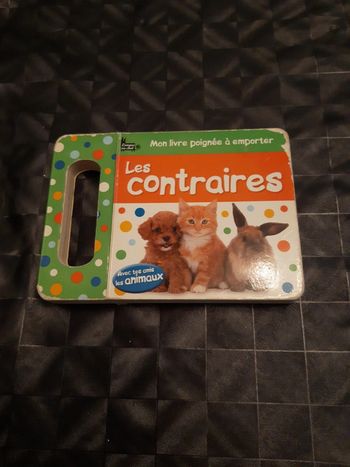 Mon livre poignée à emporter
Les
contraires
Avec tes amis
les animaux